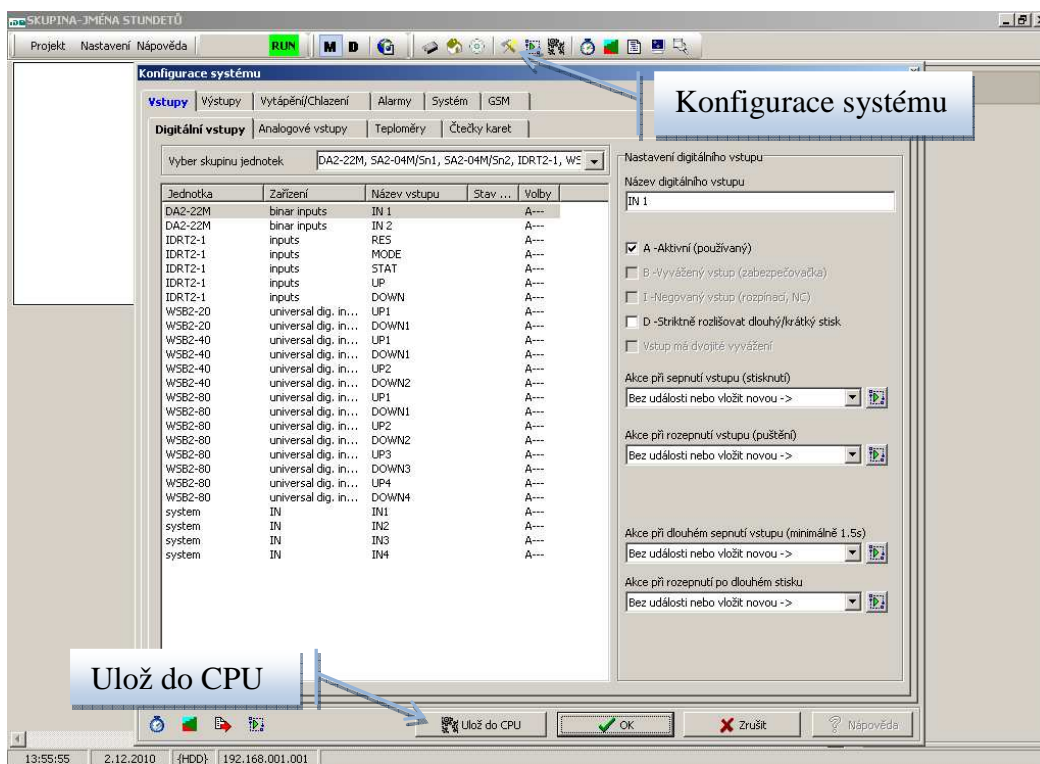 SKUPINA-JMÉNA STUNDETŮ
Projekt Nastavení Nápověda RUN M D
Konfigurace systému
Konfigurace systému
Vstupy Výstupy Vytápění/Chlazení Alarmy Systém GSM
Digitální vstupy Analogové vstupy Teploměry Čtečky karet
Vyber skupinu jednotek DA2-22M, SA2-04M/Sn1, SA2-04M/Sn2, IDRT2-1, WS
Jednotka Zařízení Název vstupu Stav ... Volby
DA2-22M binar inputs IN 1 A---
DA2-22M binar inputs IN 2 A---
IDRT2-1 inputs RES A---
IDRT2-1 inputs MODE A---
IDRT2-1 inputs STAT A---
IDRT2-1 inputs UP A---
IDRT2-1 inputs DOWN A---
WSB2-20 universal dig. in... UP1 A---
WSB2-20 universal dig. in... DOWN1 A---
WSB2-40 universal dig. in... UP1 A---
WSB2-40 universal dig. in... DOWN1 A---
WSB2-40 universal dig. in... UP2 A---
WSB2-40 universal dig. in... DOWN2 A---
WSB2-80 universal dig. in... UP1 A---
WSB2-80 universal dig. in... DOWN1 A---
WSB2-80 universal dig. in... UP2 A---
WSB2-80 universal dig. in... DOWN2 A---
WSB2-80 universal dig. in... UP3 A---
WSB2-80 universal dig. in... DOWN3 A---
WSB2-80 universal dig. in... UP4 A---
WSB2-80 universal dig. in... DOWN4 A---
system IN IN1 A---
system IN IN2 A---
system IN IN3 A---
system IN IN4 A---
Nastavení digitálního vstupu
Název digitálního vstupu
IN 1
A -Aktivní (používaný)
B -Vyvážený vstup (zabezpečovačka)
I -Negovaný vstup (rozpínací, NC)
D -Striktně rozlišovat dlouhý/krátký stisk
Vstup má dvojité vyvážení
Akce při sepnutí vstupu (stisknutí)
Bez události nebo vložit novou ->
Akce při rozepnutí vstupu (puštění)
Bez události nebo vložit novou ->
Akce při dlouhém sepnutí vstupu (minimálně 1.5s)
Bez události nebo vložit novou ->
Akce při rozepnutí po dlouhém stisku
Bez události nebo vložit novou ->
Ulož do CPU
Ulož do CPU OK Zrušit Nápověda
13:55:55 2.12.2010 {HDD} 192.168.001.001